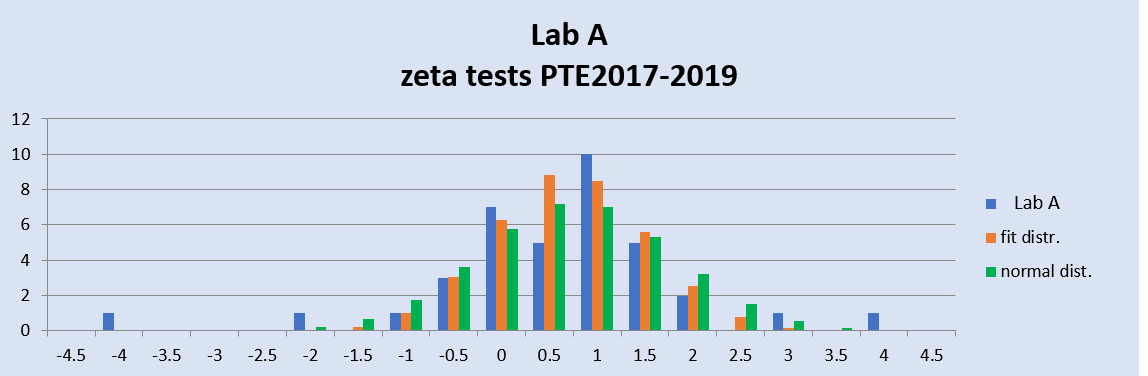 Lab A
zeta tests PTE2017-2019
12
10
8
6
4
2
0
-4.5 -4 -3.5 -3 -2.5 -2 -1.5 -1 -0.5 0 0.5 1 1.5 2 2.5 3 3.5 4 4.5
Lab A
fit distr.
normal dist.